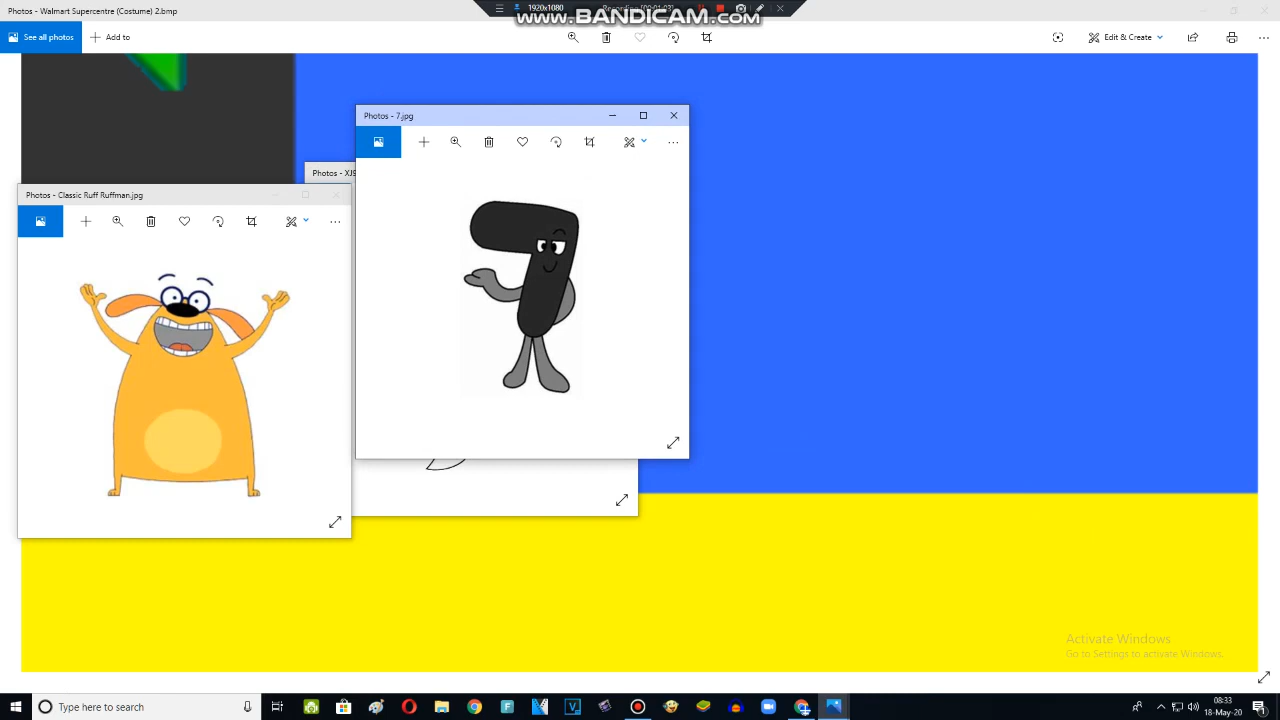 Photos - Walmart Supercentre (Costume) 2.bmp
1920x1080
www.BANDICAM.com
See all photos
Add to
Edit & Create
Photos - 7.jpg
Photos - XJ9
Photos - Classic Ruff Ruffman.jpg
Activate Windows
Go to Settings to activate Windows.
Type here to search
08:33
18-May-20